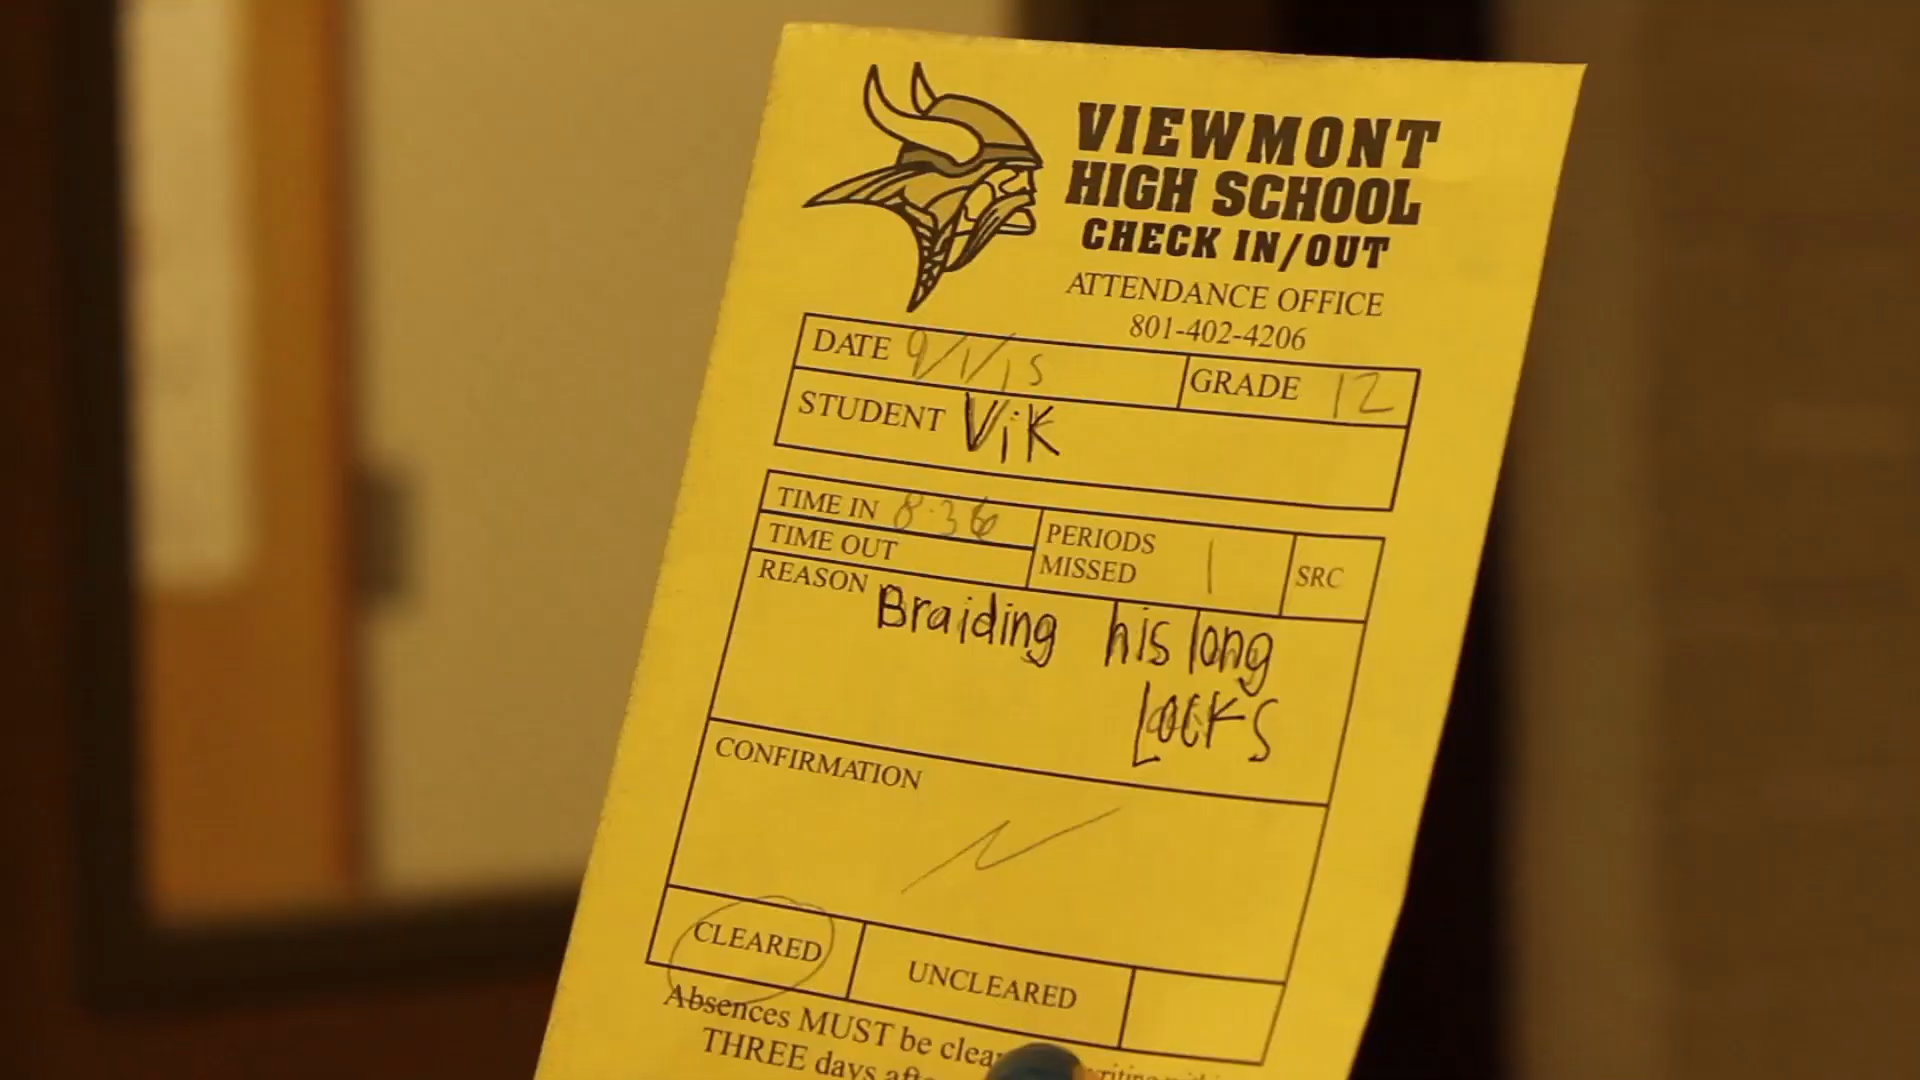 VIEWMONT
HIGH SCHOOL
CHECK IN/OUT
ATTENDANCE OFFICE
801-402-4206
DATE 9/1/15 GRADE 12
STUDENT Vik
TIME IN 8:36 PERIODS MISSED 1 SRC
TIME OUT
REASON Braiding his long
Locks
CONFIRMATION
CLEARED UNCLEARED
Absences MUST be
THREE days